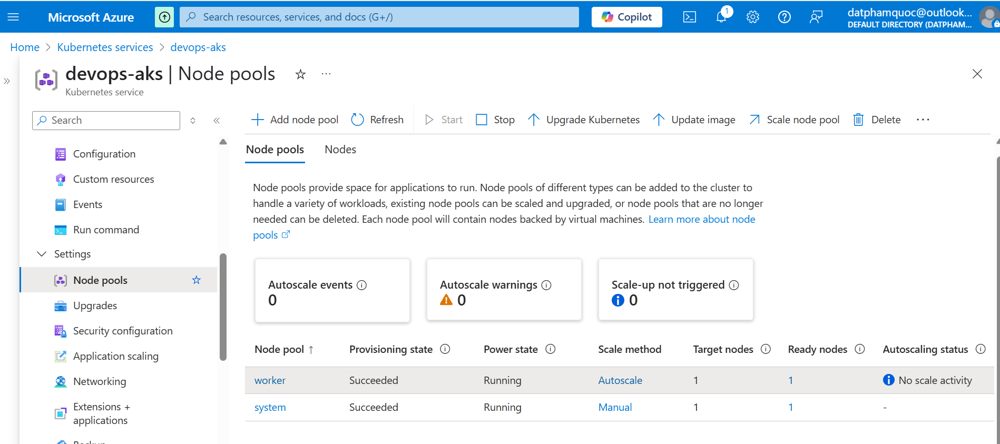 Microsoft Azure
Search resources, services, and docs (G+/)
Copilot
1
datphamquoc@outlook...
DEFAULT DIRECTORY (DATPHAM...
Home > Kubernetes services > devops-aks
devops-aks | Node pools
Kubernetes service
Search
Add node pool
Refresh
Start
Stop
Upgrade Kubernetes
Update image
Scale node pool
Delete
Configuration
Custom resources
Events
Run command
Settings
Node pools
Upgrades
Security configuration
Application scaling
Networking
Extensions +
applications
Node pools
Nodes
Node pools provide space for applications to run. Node pools of different types can be added to the cluster to
handle a variety of workloads, existing node pools can be scaled and upgraded, or node pools that are no longer
needed can be deleted. Each node pool will contain nodes backed by virtual machines. Learn more about node
pools
Autoscale events
0
Autoscale warnings
0
Scale-up not triggered
0
Node pool ↑ Provisioning state Power state Scale method Target nodes Ready nodes Autoscaling status
worker Succeeded Running Autoscale 1 1 No scale activity
system Succeeded Running Manual 1 1 -